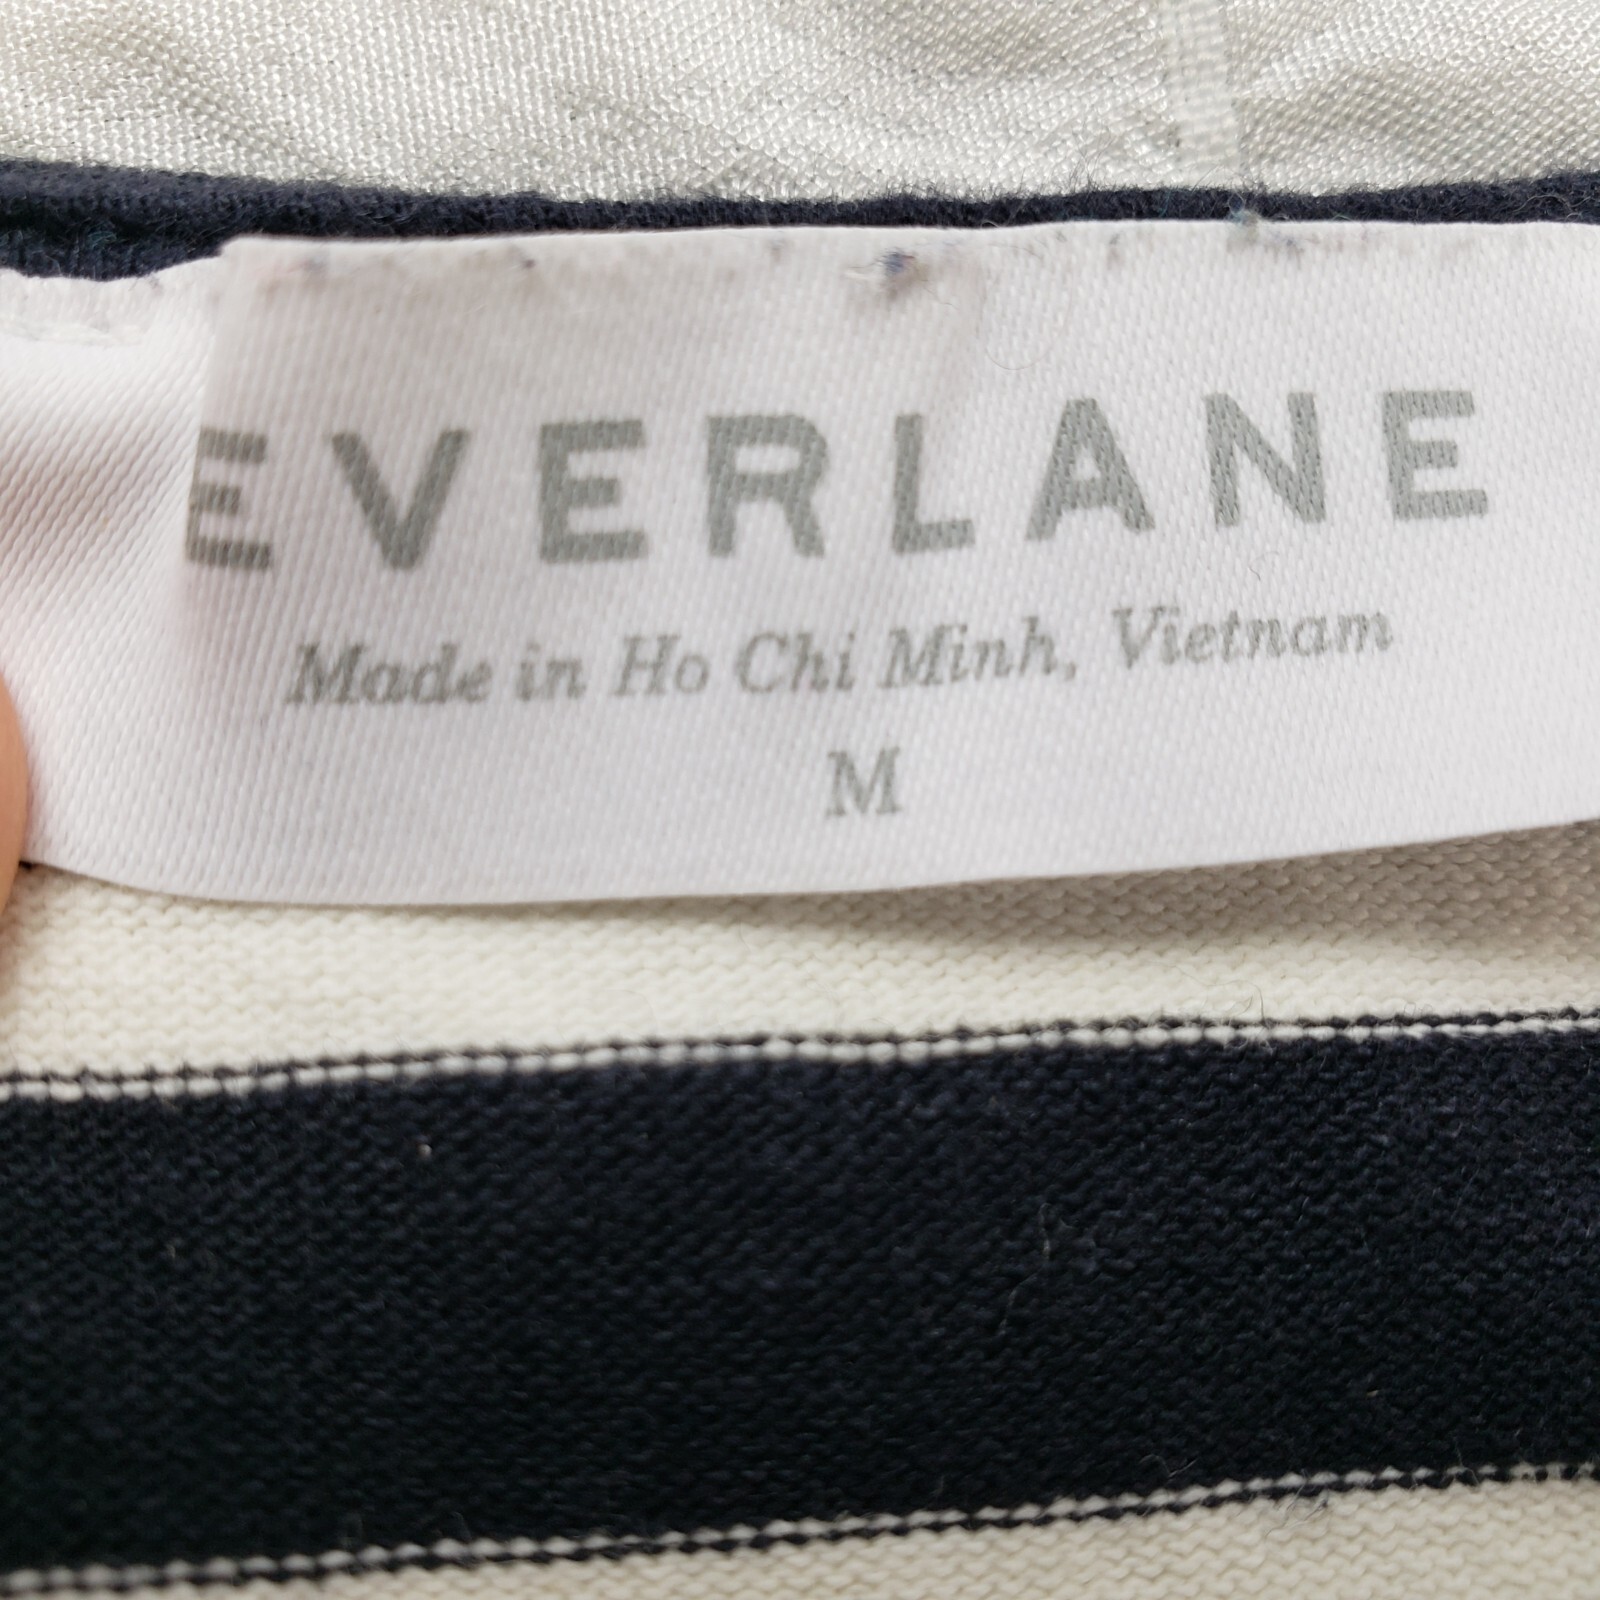 EVERLANE
Made in Ho Chi Minh, Vietnam
M